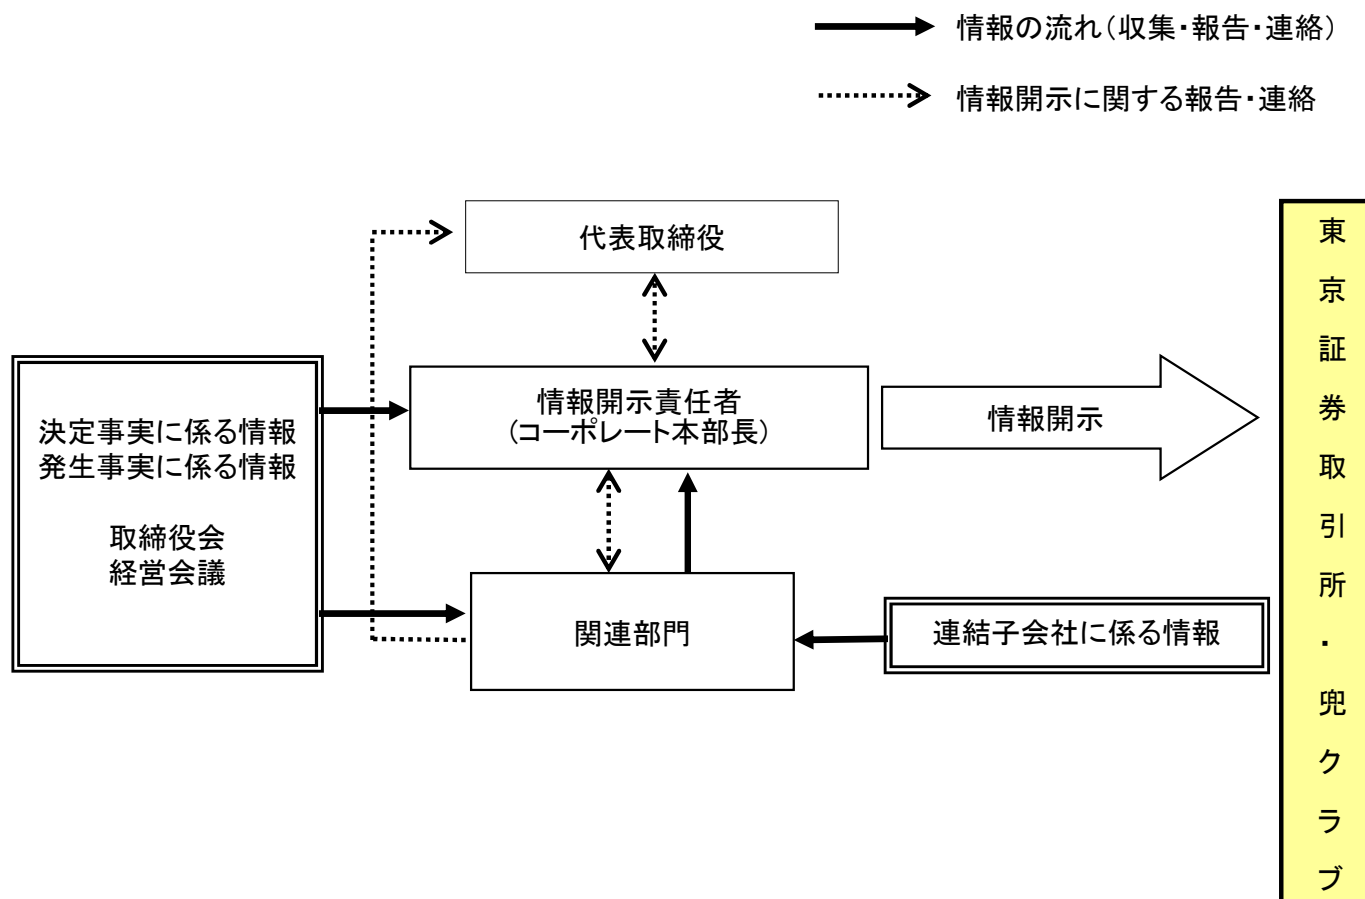 情報の流れ(収集・報告・連絡)
情報開示に関する報告・連絡
代表取締役
情報開示責任者
(コーポレート本部長)
情報開示
決定事実に係る情報
発生事実に係る情報
取締役会
経営会議
関連部門
連結子会社に係る情報
東京証券取引所・兜クラブ